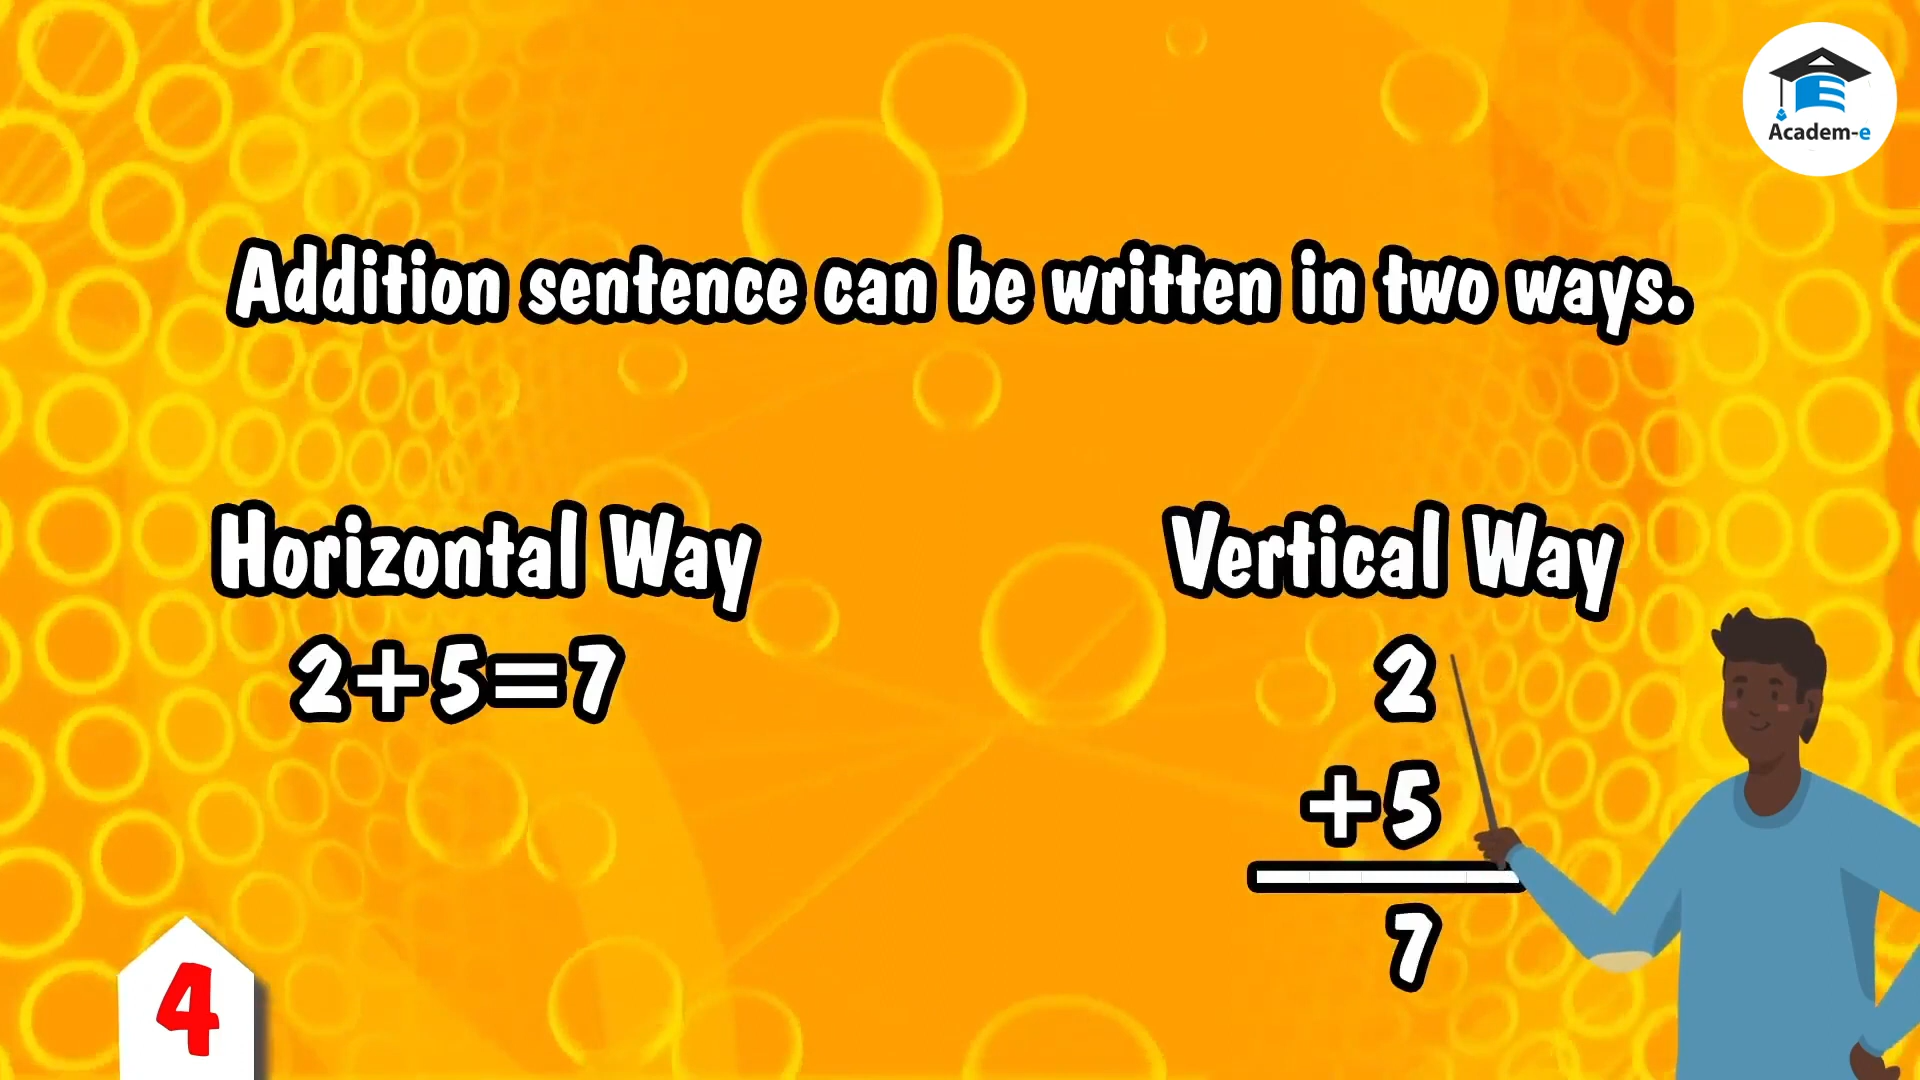 Academ-e
Addition sentence can be written in two ways.
Horizontal Way
2+5=7
Vertical Way
2
+5
7
4